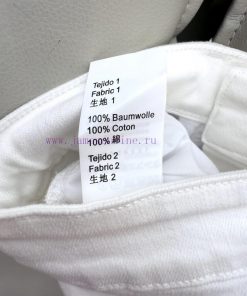 Tejido 1
Fabric 1
生地 1
100% Baumwolle
100% Coton
100% 綿
Tejido 2
Fabric 2
生地 2